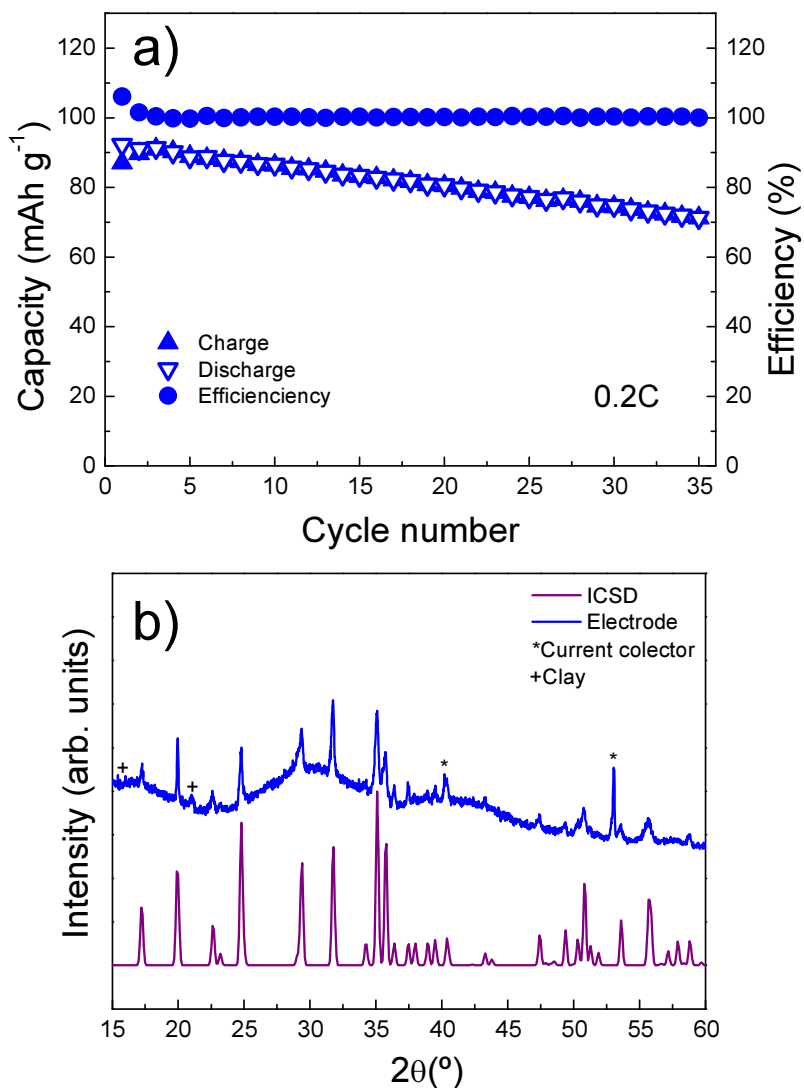 a)
120
100
80
60
40
20
0
Capacity (mAh g-1)
Charge
Discharge
Efficienciency
0.2C
120
100
80
60
40
20
0
Efficiency (%)
0 5 10 15 20 25 30 35
Cycle number
b)
ICSD
Electrode
*Current colector
+Clay
+
+
*
*
Intensity (arb. units)
15 20 25 30 35 40 45 50 55 60
2θ(º)